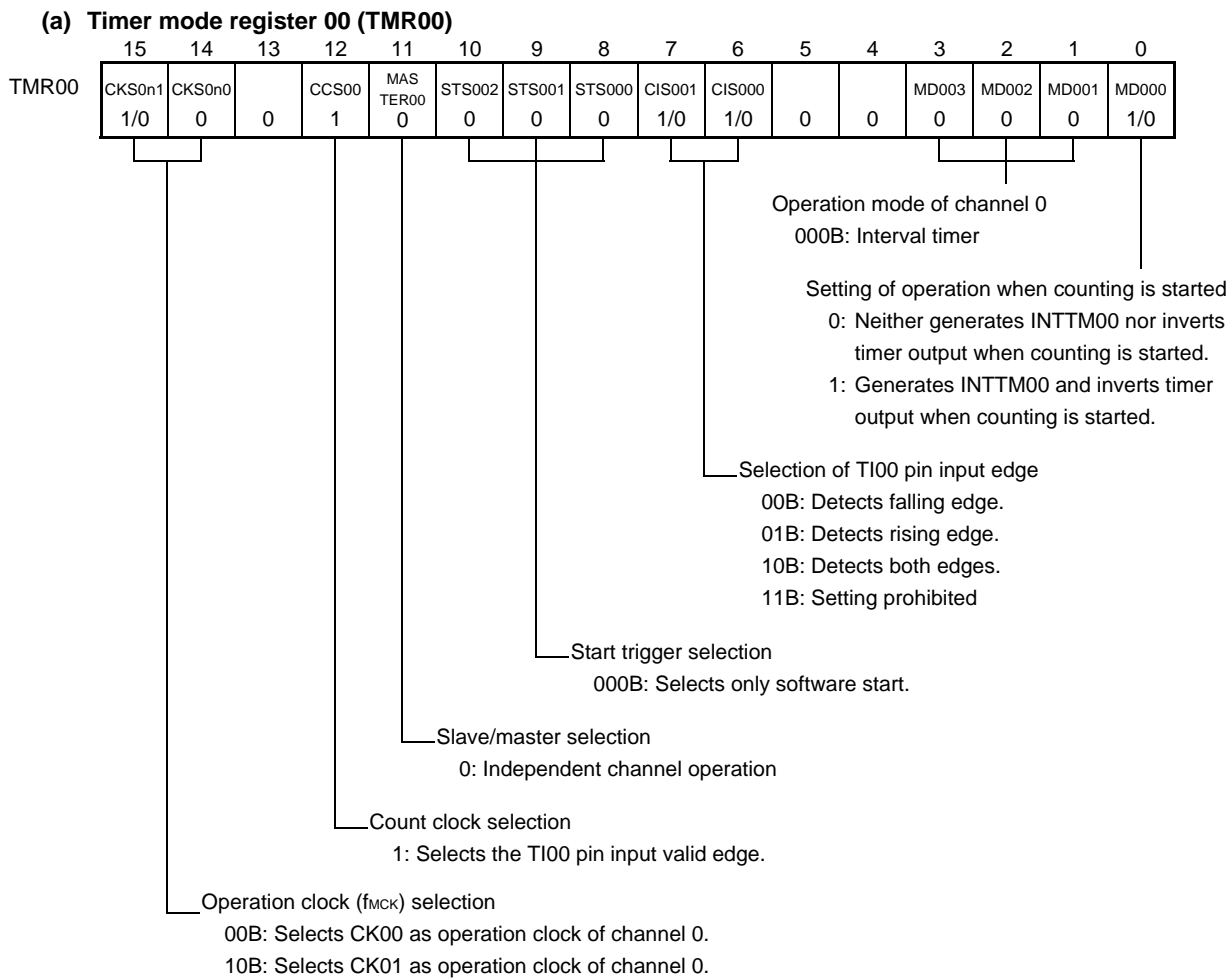 (a) Timer mode register 00 (TMR00)
15 14 13 12 11 10 9 8 7 6 5 4 3 2 1 0
TMR00 CKS0n1 CKS0n0 CCS00 MAS TER00 STS002 STS001 STS000 CIS001 CIS000 MD003 MD002 MD001 MD000
1/0 0 0 1 0 0 0 0 1/0 1/0 0 0 0 0 0 1/0
Operation mode of channel 0
000B: Interval timer
Setting of operation when counting is started
0: Neither generates INTTM00 nor inverts
timer output when counting is started.
1: Generates INTTM00 and inverts timer
output when counting is started.
Selection of TI00 pin input edge
00B: Detects falling edge.
01B: Detects rising edge.
10B: Detects both edges.
11B: Setting prohibited
Start trigger selection
000B: Selects only software start.
Slave/master selection
0: Independent channel operation
Count clock selection
1: Selects the TI00 pin input valid edge.
Operation clock (fMCK) selection
00B: Selects CK00 as operation clock of channel 0.
10B: Selects CK01 as operation clock of channel 0.